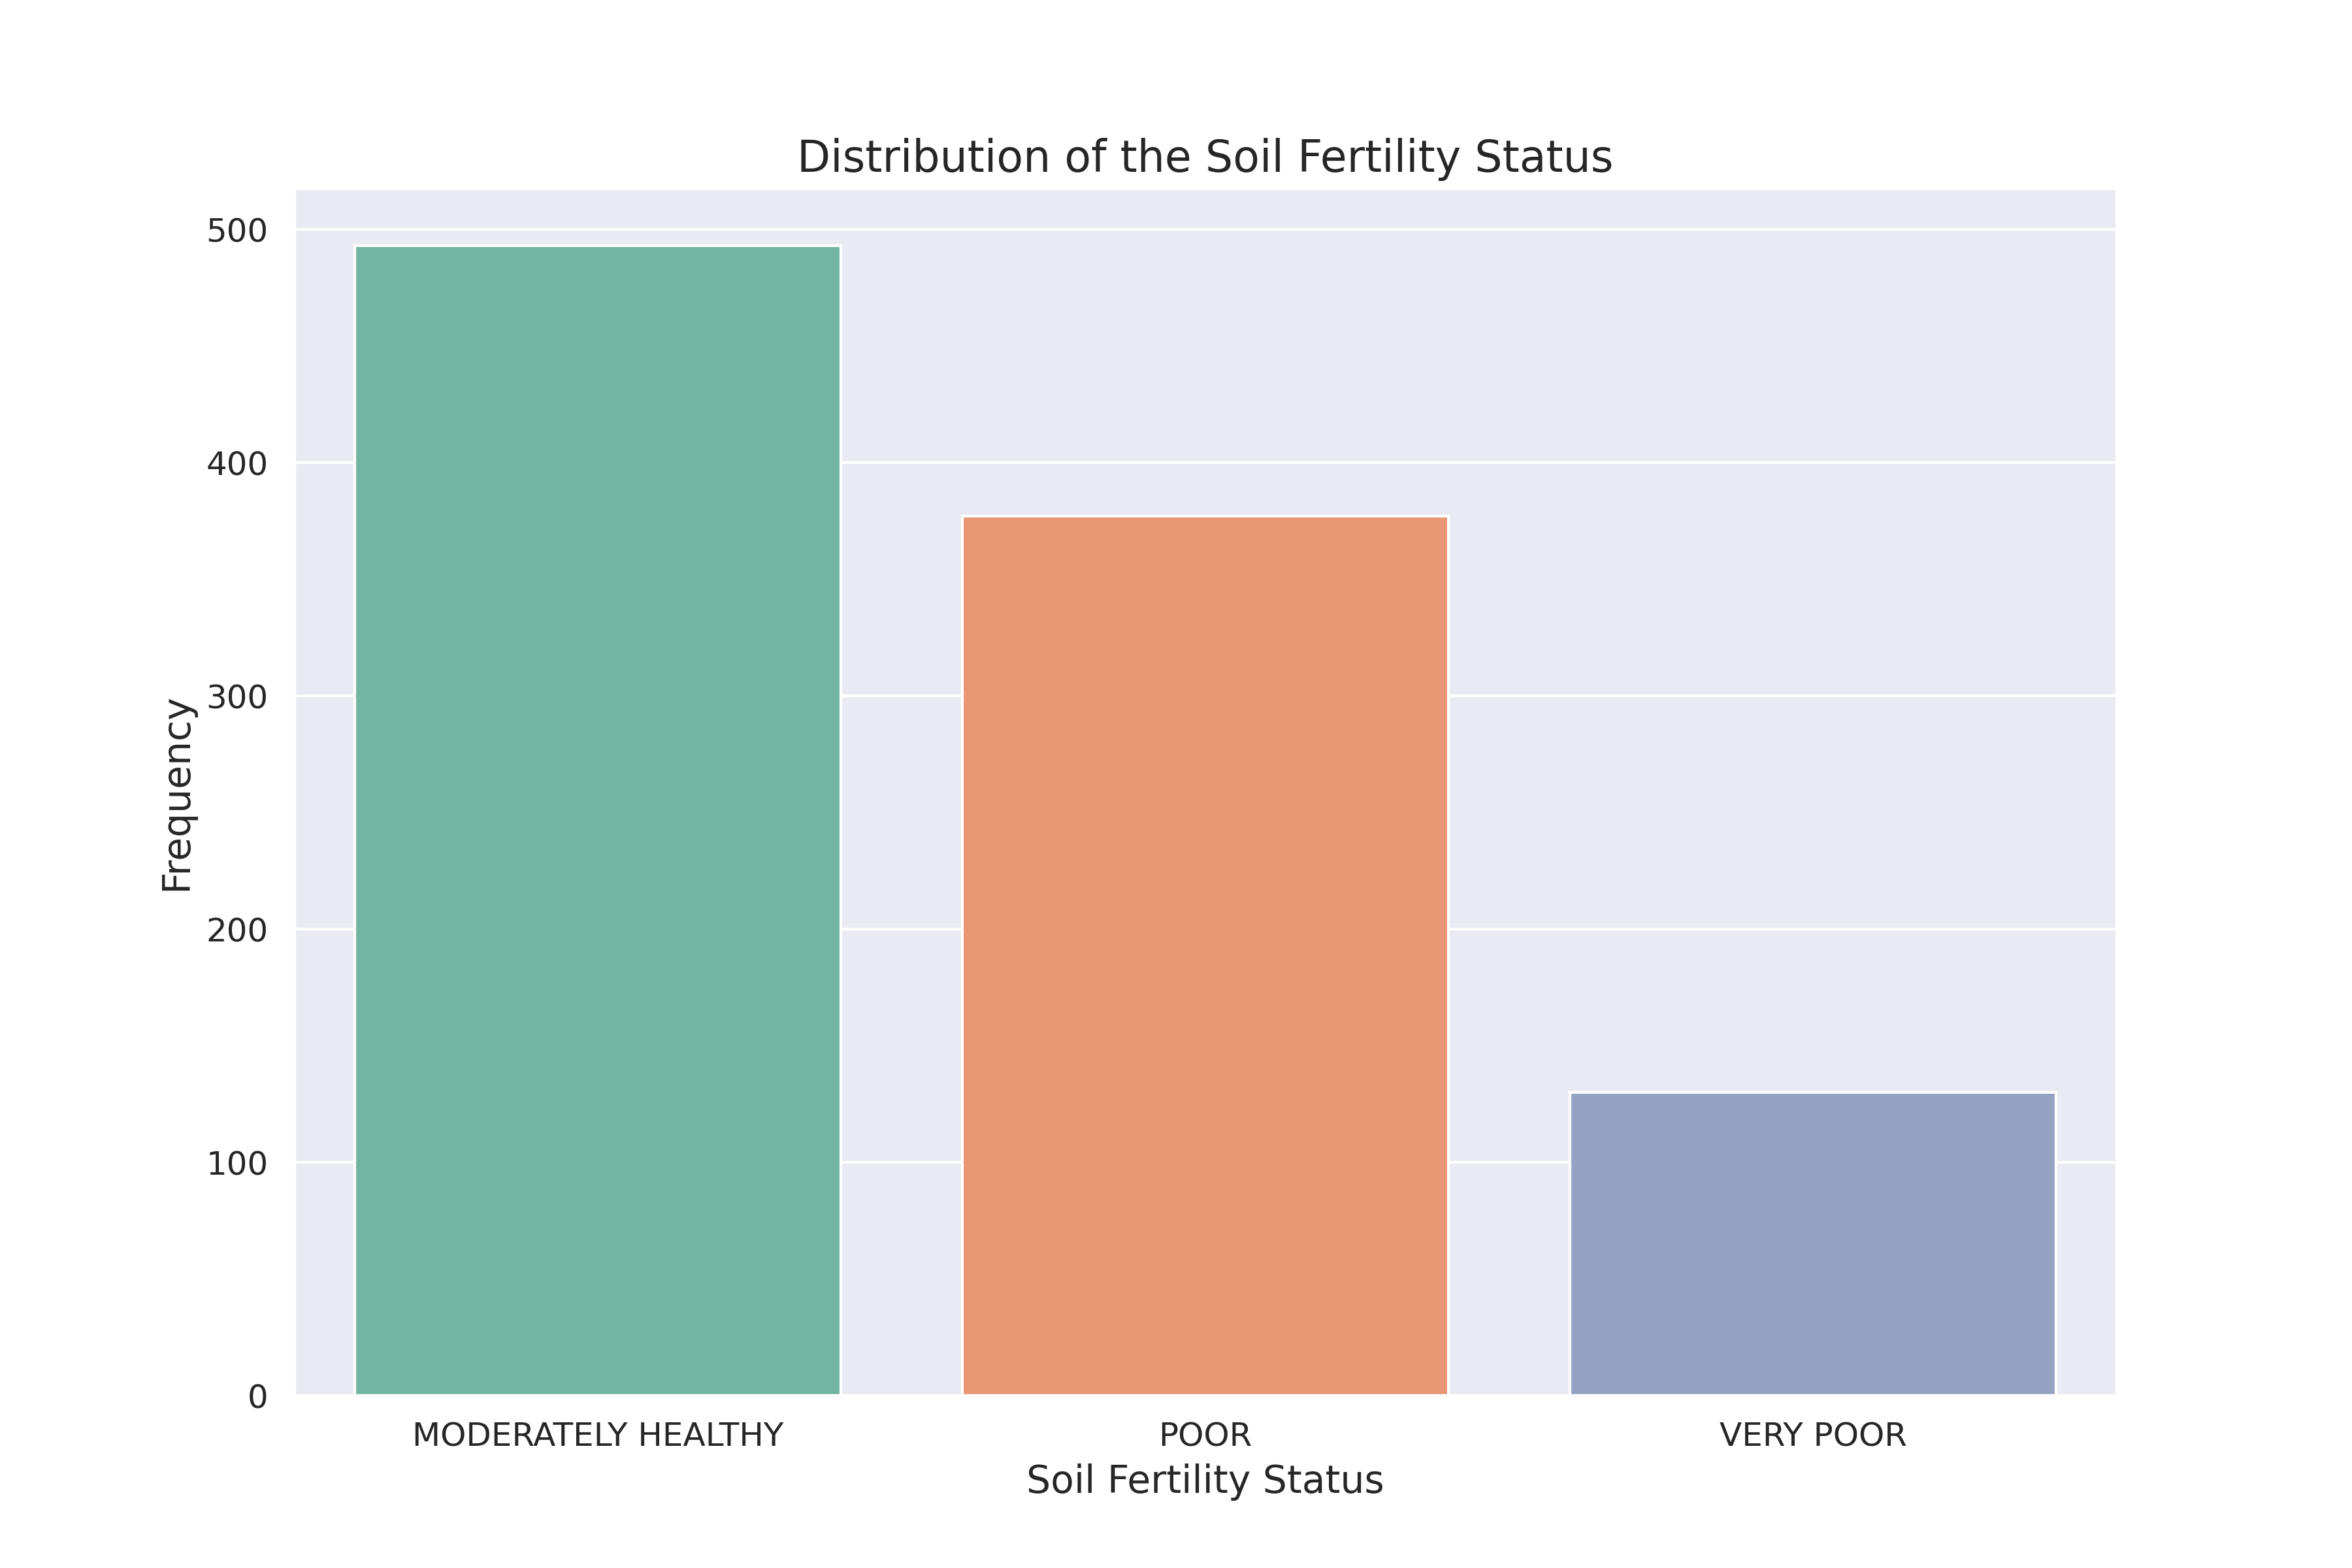 Distribution of the Soil Fertility Status
500
400
300
200
100
0
Frequency
MODERATELY HEALTHY
POOR
VERY POOR
Soil Fertility Status